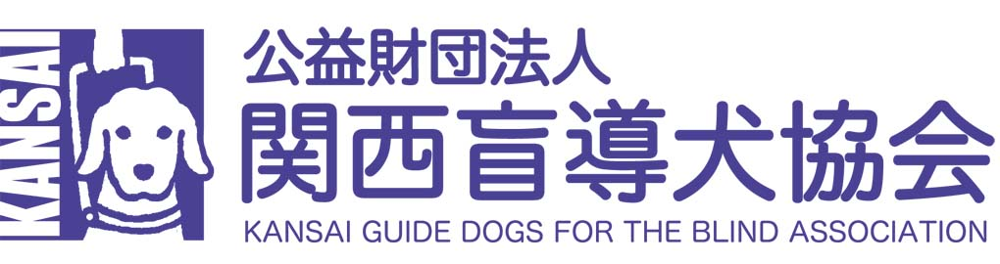 KANSAI
公益財団法人
関西盲導犬協会
KANSAI GUIDE DOGS FOR THE BLIND ASSOCIATION